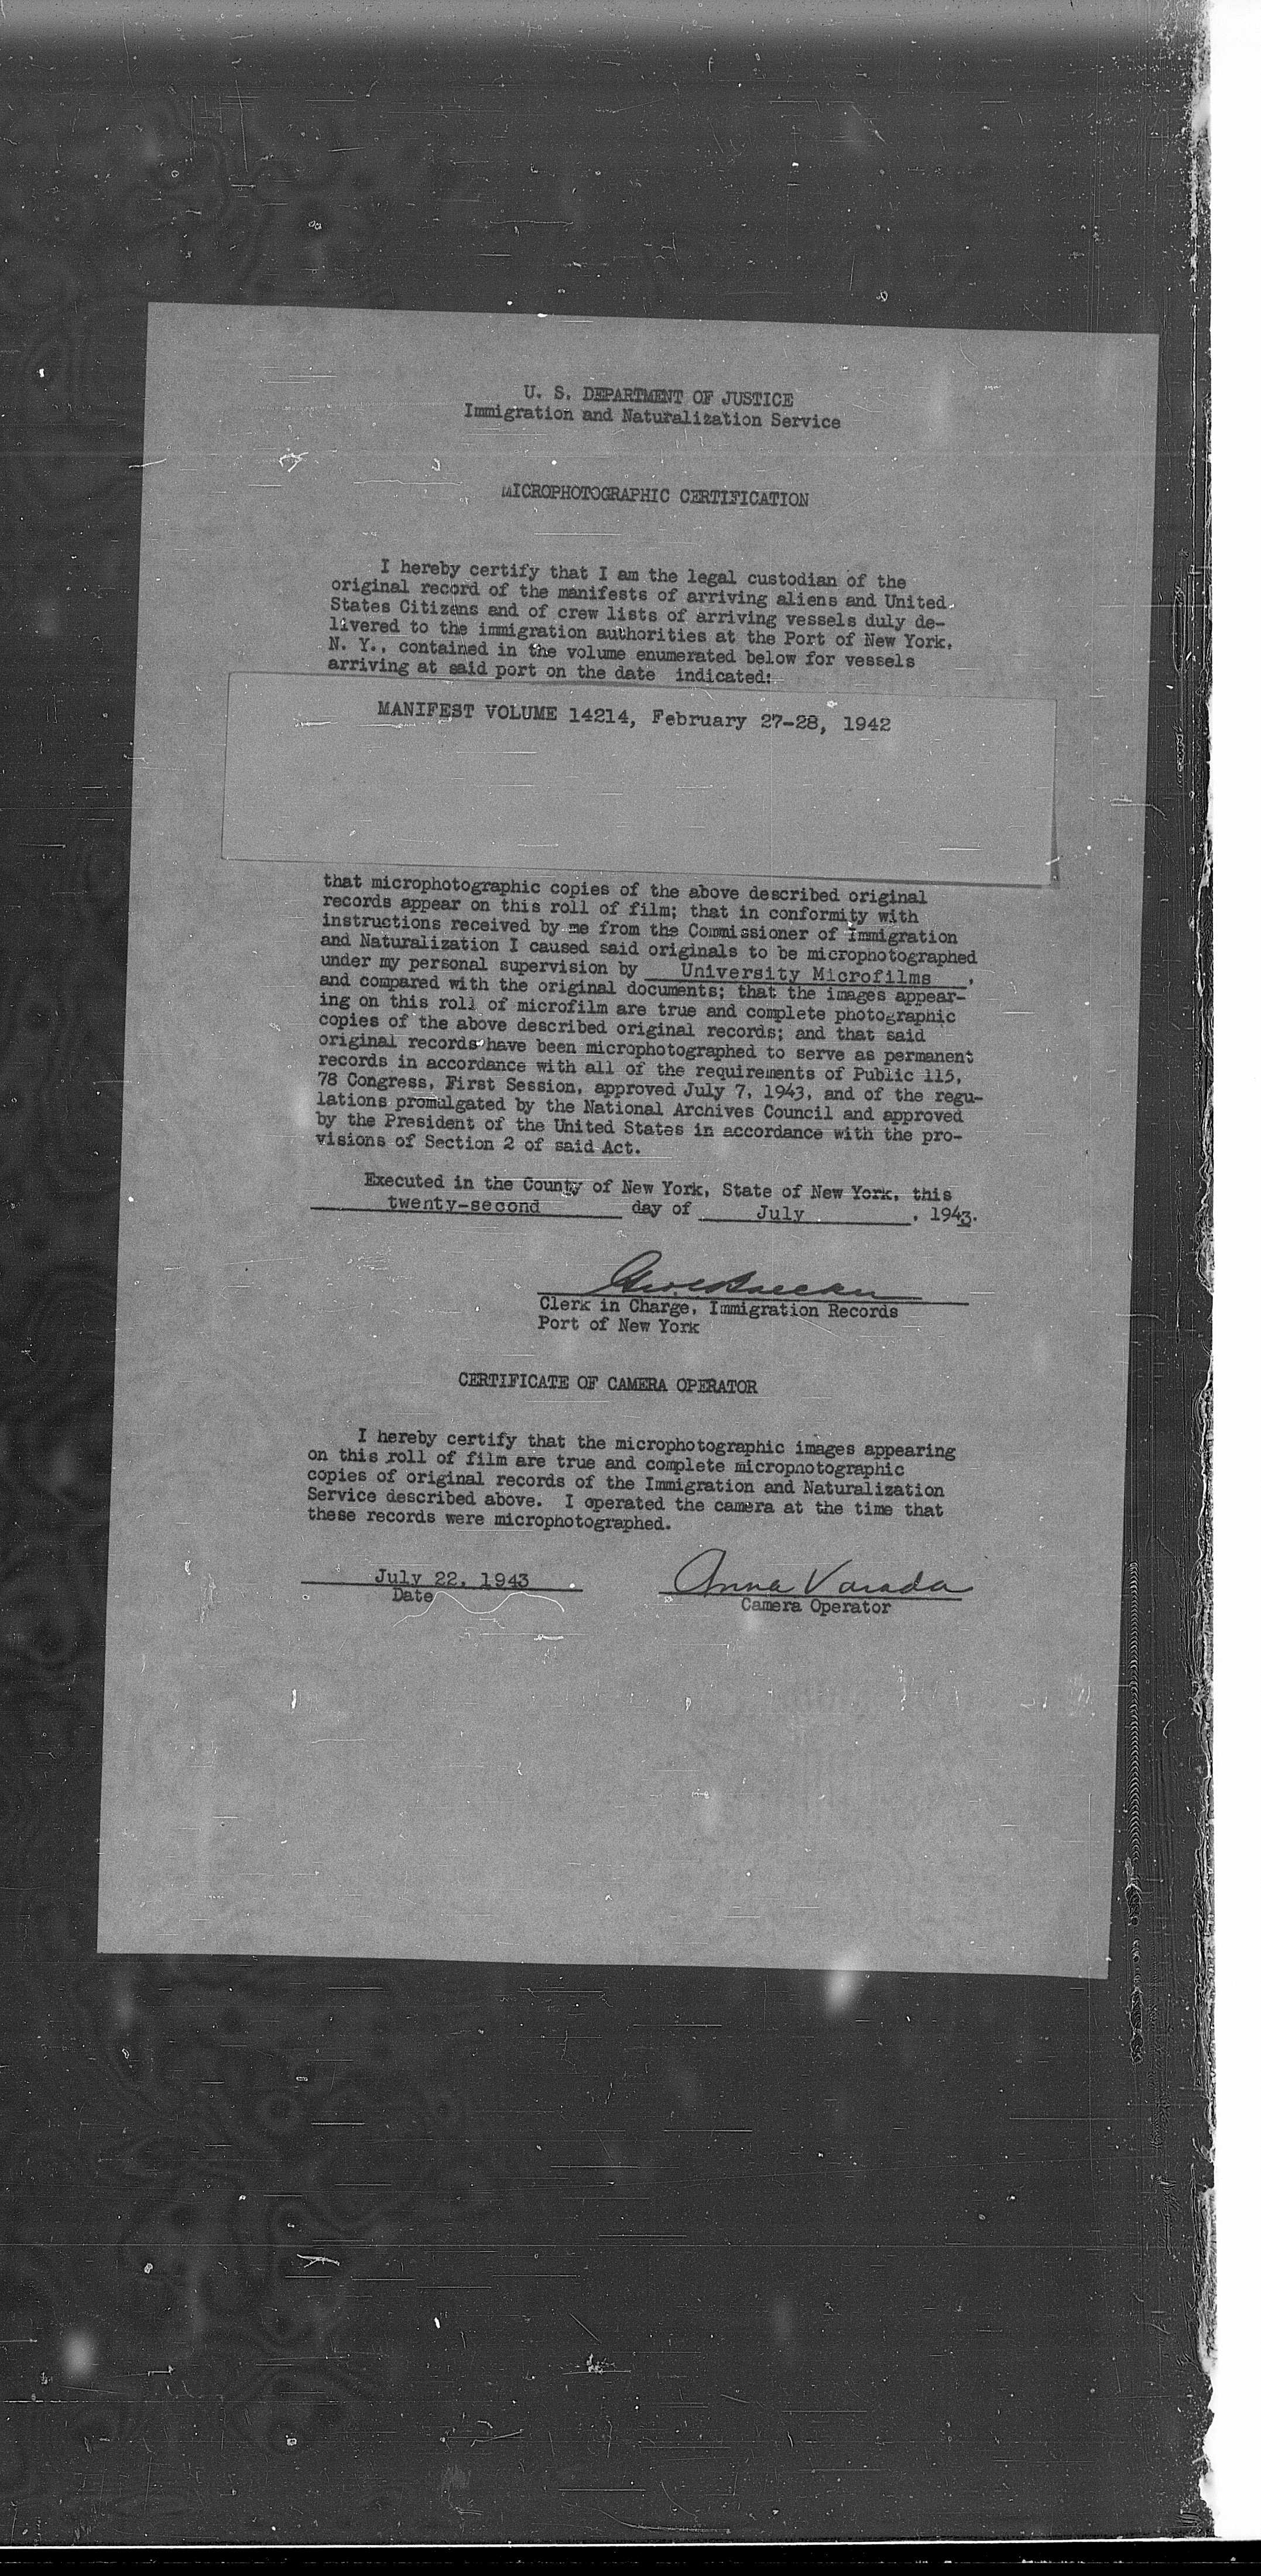 U. S. DEPARTMENT OF JUSTICE
Immigration and Naturalization Service
MICROPHOTOGRAPHIC CERTIFICATION
I hereby certify that I am the legal custodian of the
original record of the manifests of arriving aliens and United
States Citizens and of crew lists of arriving vessels duly de-
livered to the immigration authorities at the Port of New York,
N. Y., contained in the volume enumerated below for vessels
arriving at said port on the date indicated:
MANIFEST VOLUME 14214, February 27-28, 1942
that microphotographic copies of the above described original
records appear on this roll of film; that in conformity with
instructions received by me from the Commissioner of Immigration
and Naturalization I caused said originals to be microphotographed
under my personal supervision by University Microfilms,
and compared with the original documents; that the images appear-
ing on this roll of microfilm are true and complete photographic
copies of the above described original records; and that said
original records have been microphotographed to serve as permanent
records in accordance with all of the requirements of Public 115,
78 Congress, First Session, approved July 7, 1943, and of the regu-
lations promulgated by the National Archives Council and approved
by the President of the United States in accordance with the pro-
visions of Section 2 of said Act.
Executed in the County of New York, State of New York, this
twenty-second day of July, 1943.
Clerk in Charge, Immigration Records
Port of New York
CERTIFICATE OF CAMERA OPERATOR
I hereby certify that the microphotographic images appearing
on this roll of film are true and complete microphotographic
copies of original records of the Immigration and Naturalization
Service described above. I operated the camera at the time that
these records were microphotographed.
July 22, 1943 Anna Varada
Date Camera Operator